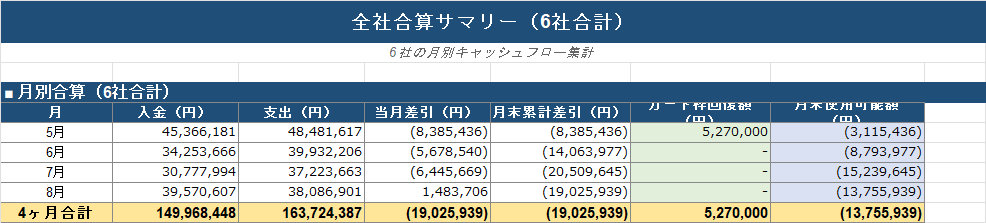 全社合算サマリー（6社合計）
6社の月別キャッシュフロー集計
■ 月別合算（6社合計）
月 入金（円） 支出（円） 当月差引（円） 月末累計差引（円） カード枠回復額（円） 月末使用可能額（円）
5月 45,366,181 48,481,617 (8,385,436) (8,385,436) 5,270,000 (3,115,436)
6月 34,253,666 39,932,206 (5,678,540) (14,063,977) - (8,793,977)
7月 30,777,994 37,223,663 (6,445,669) (20,509,645) - (15,239,645)
8月 39,570,607 38,086,901 1,483,706 (19,025,939) - (13,755,939)
4ヶ月合計 149,968,448 163,724,387 (19,025,939) (19,025,939) 5,270,000 (13,755,939)